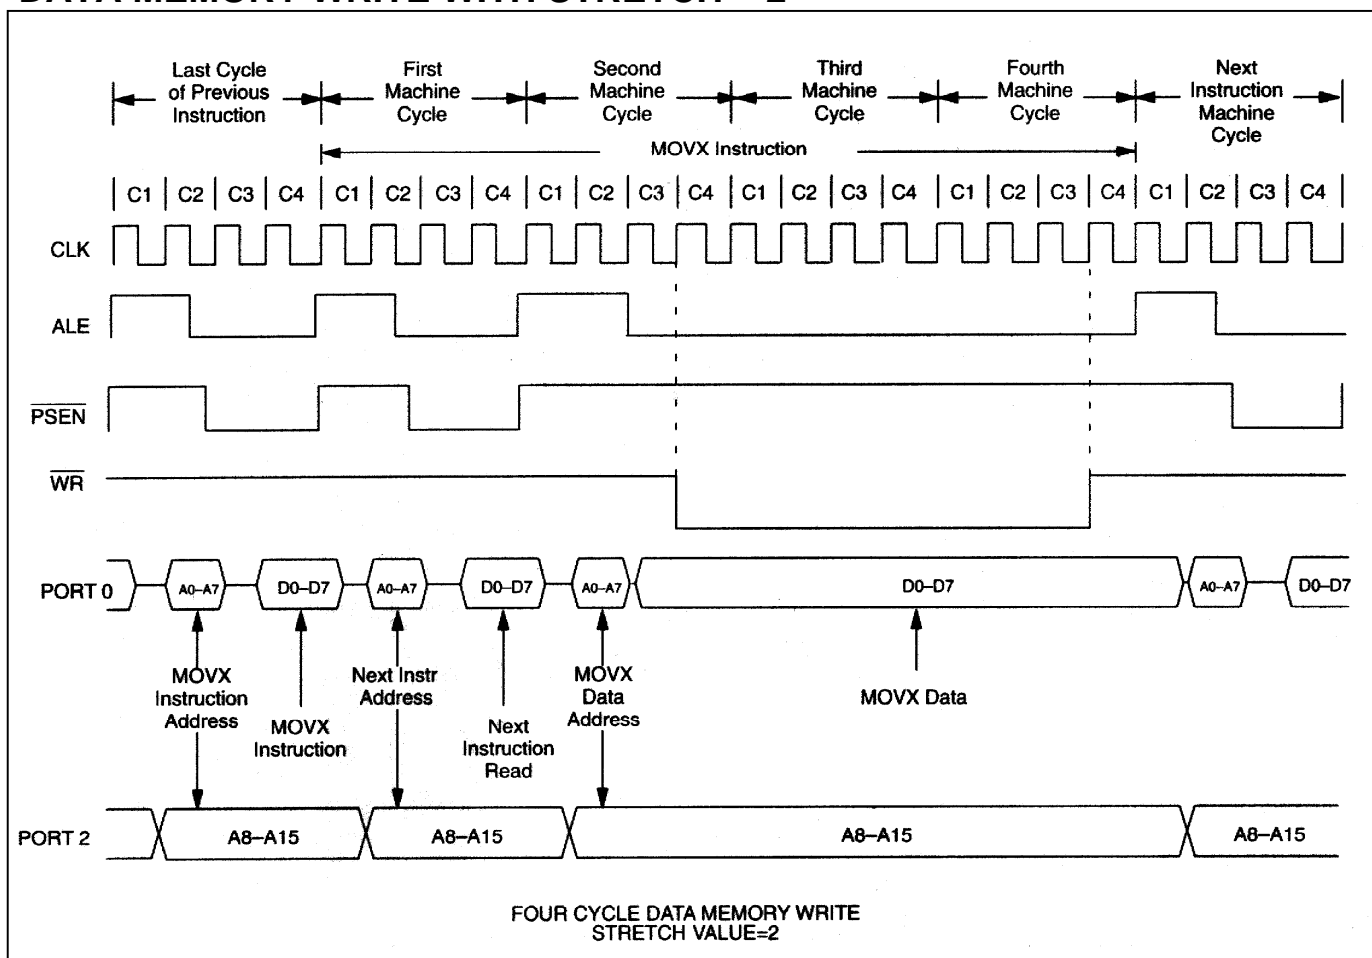 DATA MEMORY WRITE WITH STRETCH = 2
Last Cycle
of Previous
Instruction
First
Machine
Cycle
Second
Machine
Cycle
Third
Machine
Cycle
Fourth
Machine
Cycle
Next
Instruction
Machine
Cycle
MOVX Instruction
C1 C2 C3 C4 C1 C2 C3 C4 C1 C2 C3 C4 C1 C2 C3 C4 C1 C2 C3 C4 C1 C2 C3 C4
CLK
ALE
PSEN
WR
PORT 0
A0–A7 D0–D7 A0–A7 D0–D7 A0–A7 D0–D7 A0–A7 D0–D7
MOVX
Instruction
Address
MOVX
Instruction
Next Instr
Address
Next
Instruction
Read
MOVX
Data
Address
MOVX Data
PORT 2
A8–A15 A8–A15 A8–A15 A8–A15
FOUR CYCLE DATA MEMORY WRITE
STRETCH VALUE=2